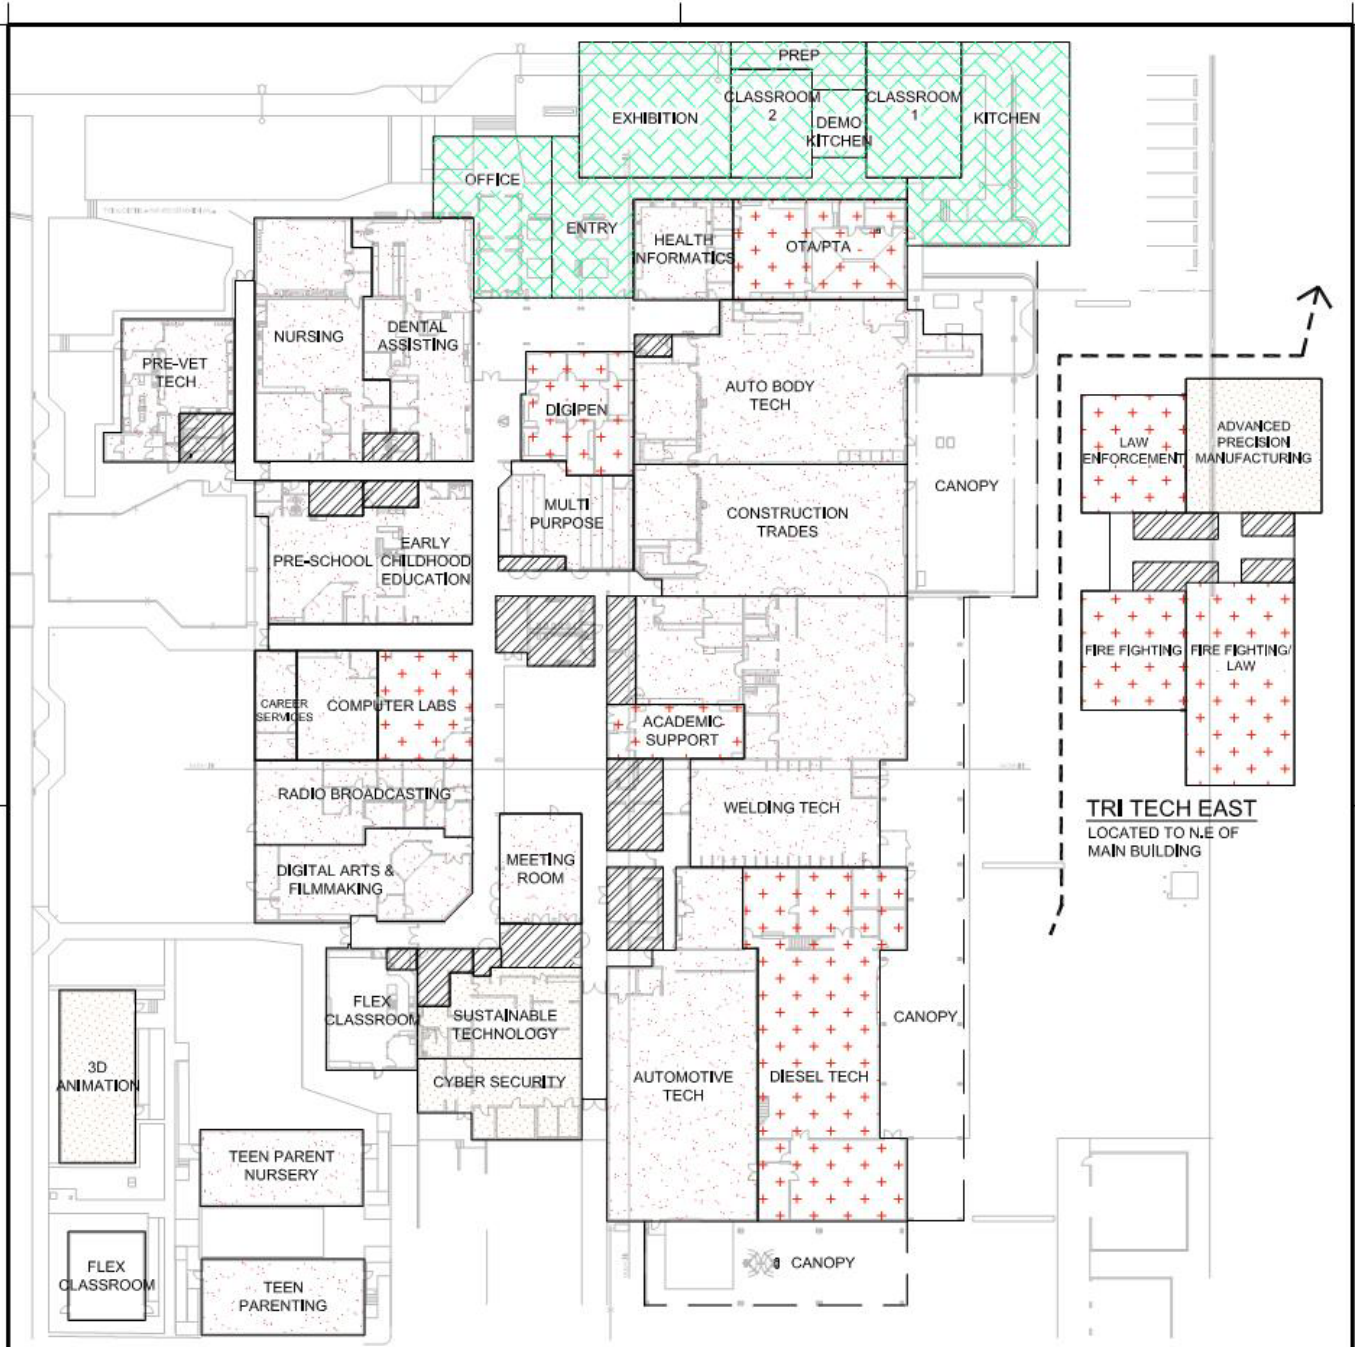 PREP
EXHIBITION
CLASSROOM
2
DEMO
KITCHEN
CLASSROOM
1
KITCHEN
OFFICE
ENTRY
HEALTH
INFORMATICS
OTA/PTA
NURSING
DENTAL
ASSISTING
PRE-VET
TECH
DIGIPEN
AUTO BODY
TECH
LAW
ENFORCEMENT
ADVANCED
PRECISION
MANUFACTURING
MULTI
PURPOSE
CONSTRUCTION
TRADES
CANOPY
PRE-SCHOOL
EARLY
CHILDHOOD
EDUCATION
FIRE FIGHTING
FIRE FIGHTING/
LAW
CAREER
SERVICES
COMPUTER LABS
ACADEMIC
SUPPORT
RADIO BROADCASTING
WELDING TECH
TRI TECH EAST
LOCATED TO N.E OF
MAIN BUILDING
DIGITAL ARTS &
FILMMAKING
MEETING
ROOM
FLEX
CLASSROOM
SUSTAINABLE
TECHNOLOGY
CANOPY
3D
ANIMATION
CYBER SECURITY
AUTOMOTIVE
TECH
DIESEL TECH
TEEN PARENT
NURSERY
FLEX
CLASSROOM
TEEN
PARENTING
CANOPY